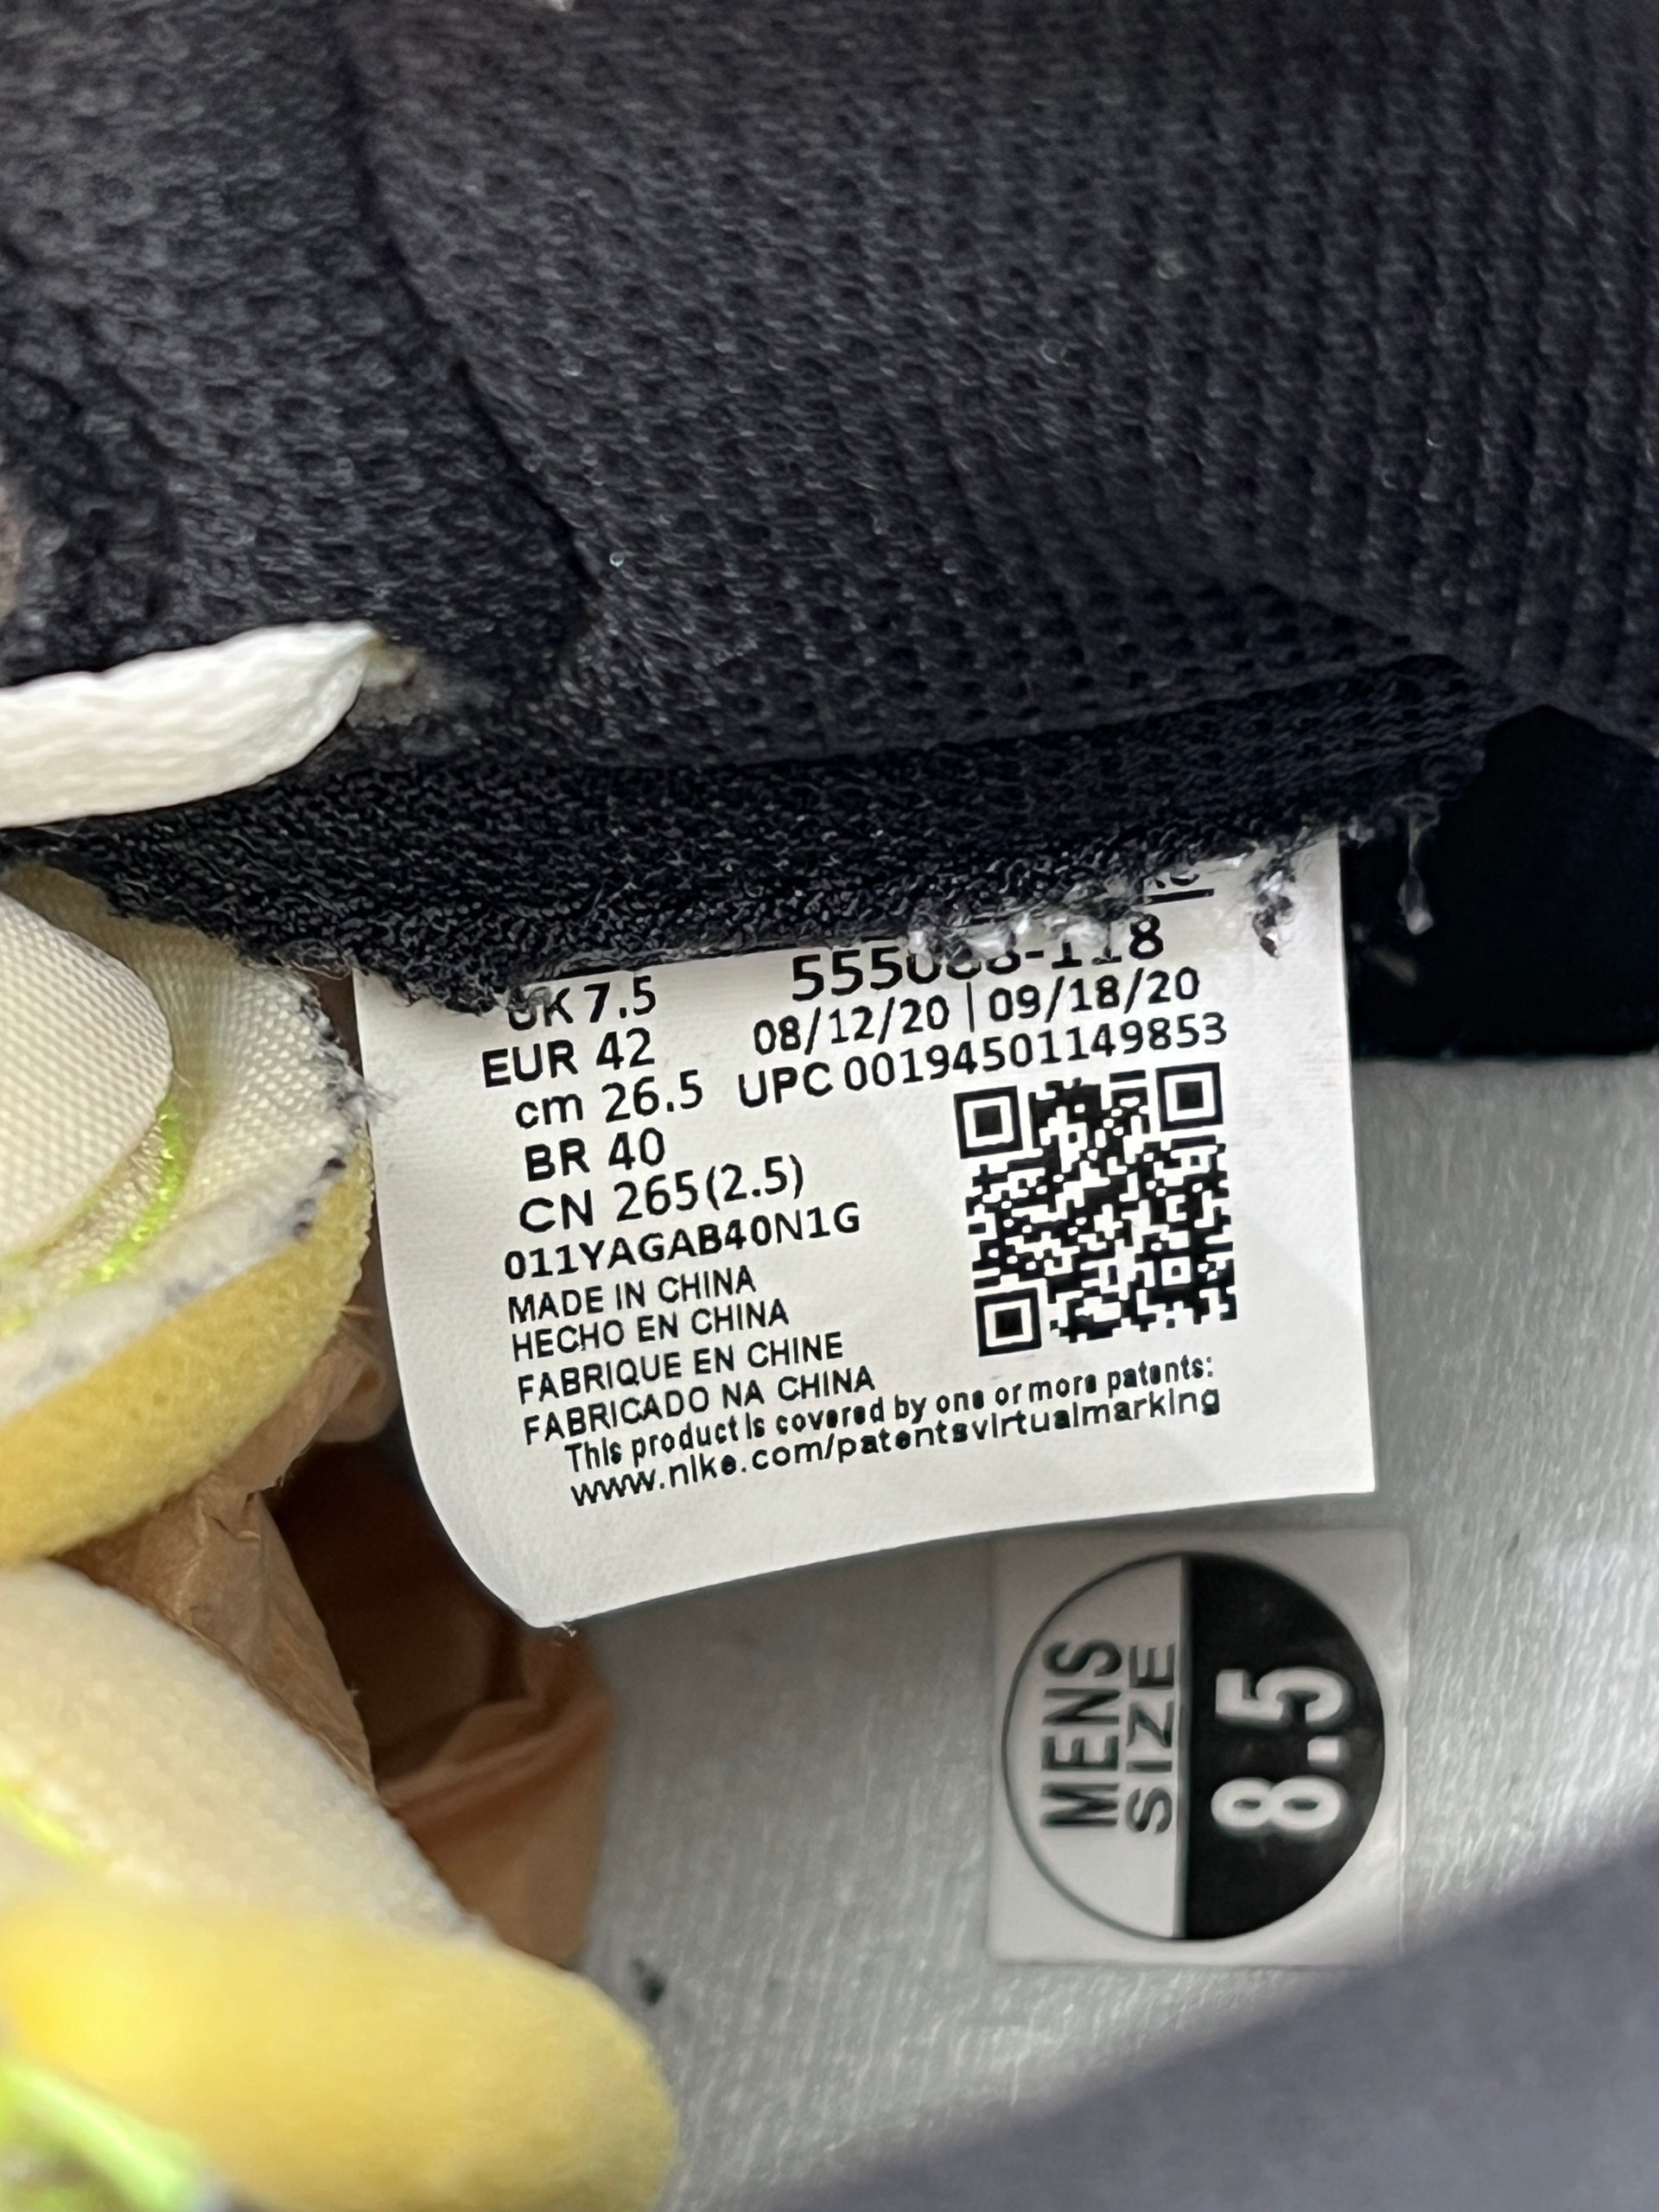 UK 7.5
555088-118
EUR 42
08/12/20 | 09/18/20
cm 26.5
UPC 00194501149853
BR 40
CN 265(2.5)
011YAGAB40N1G
MADE IN CHINA
HECHO EN CHINA
FABRIQUE EN CHINE
FABRICADO NA CHINA
This product is covered by one or more patents:
www.nike.com/patentsvirtualmarking
MENS
SIZE
8.5